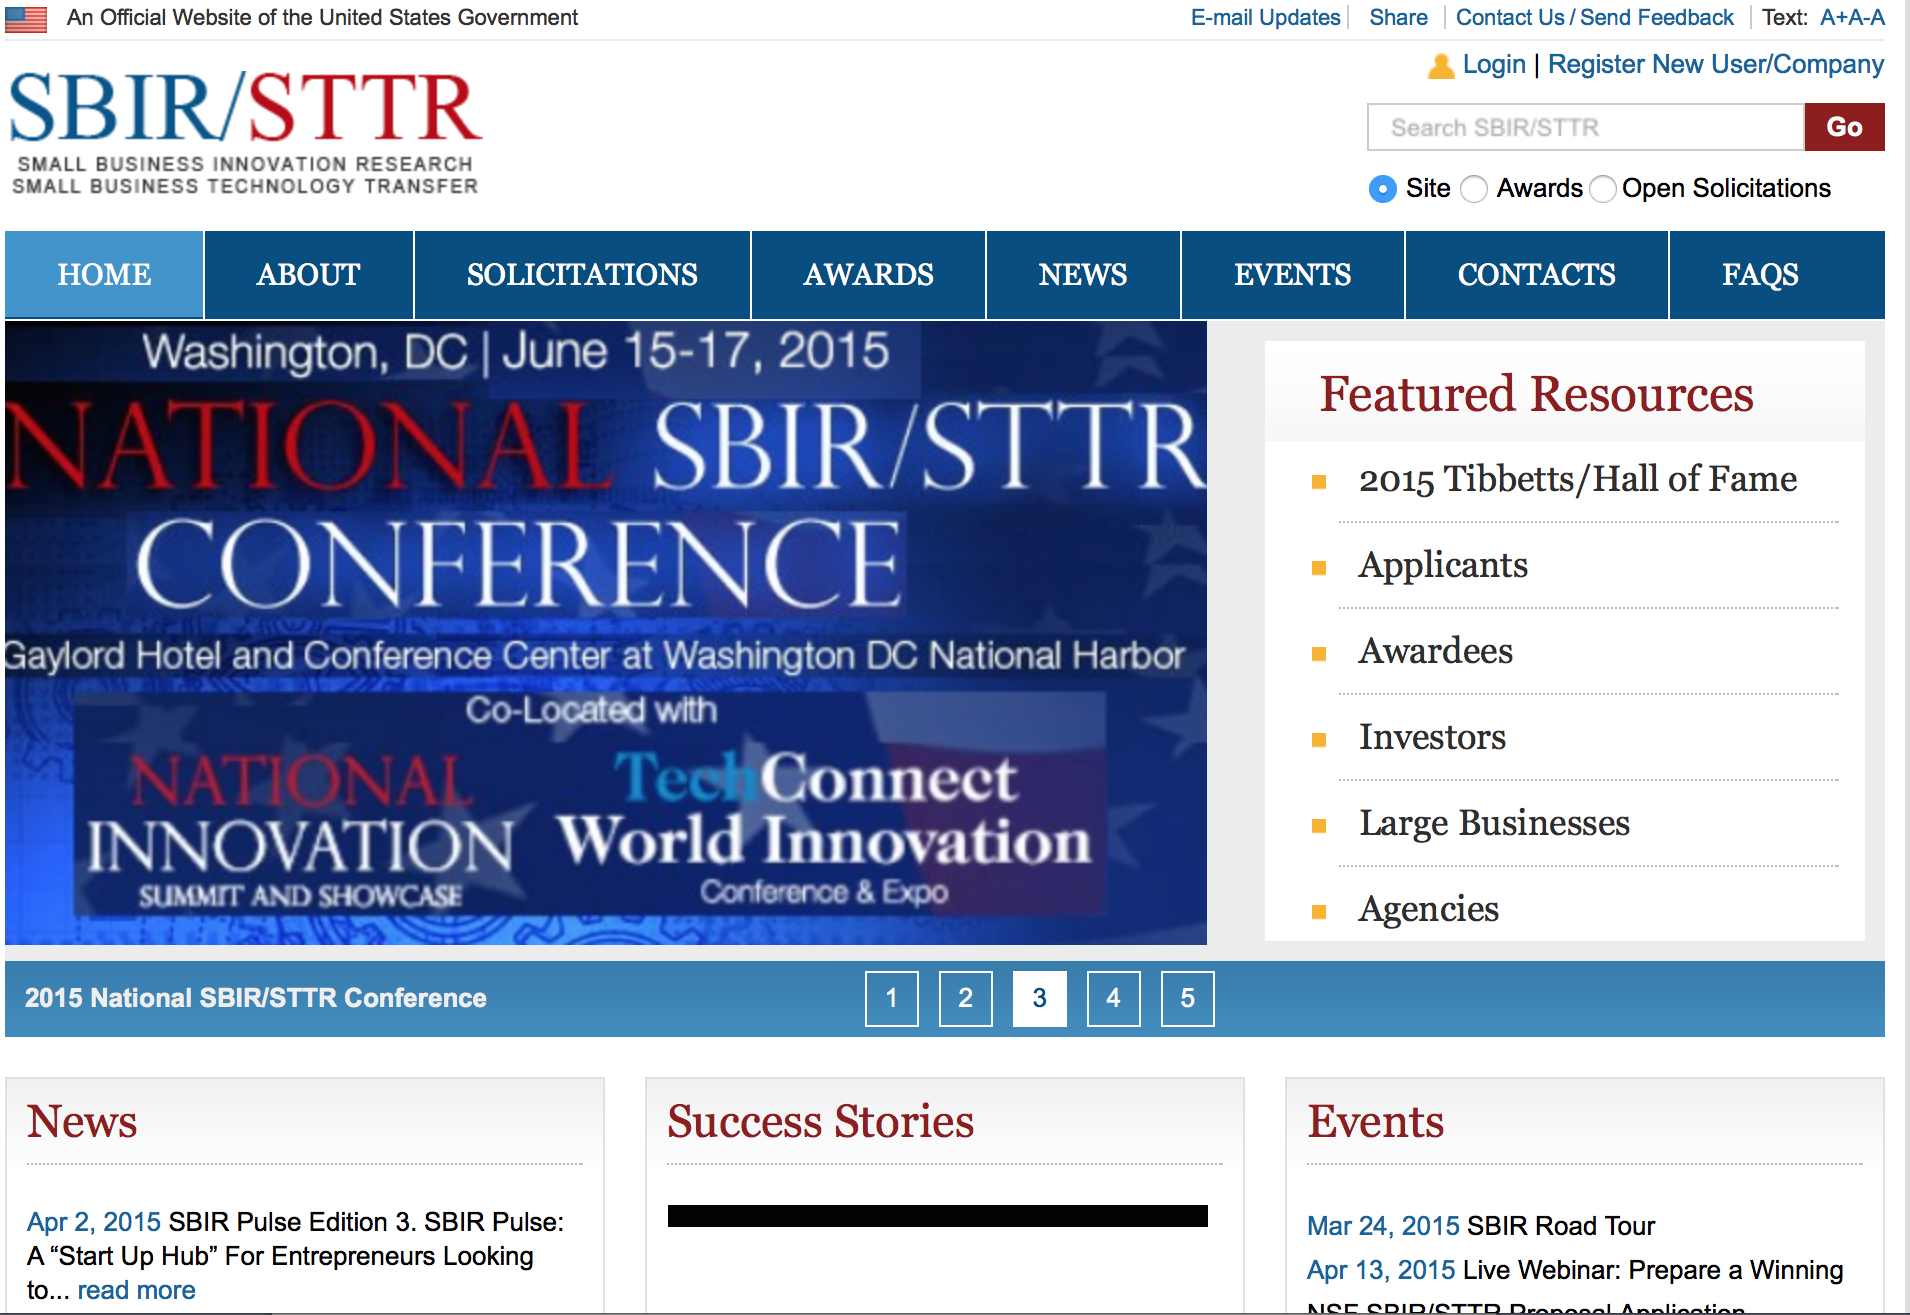 An Official Website of the United States Government
E-mail Updates | Share | Contact Us / Send Feedback | Text: A+A-A
Login | Register New User/Company
SBIR/STTR
SMALL BUSINESS INNOVATION RESEARCH
SMALL BUSINESS TECHNOLOGY TRANSFER
Search SBIR/STTR Go
Site Awards Open Solicitations
HOME ABOUT SOLICITATIONS AWARDS NEWS EVENTS CONTACTS FAQS
Washington, DC | June 15-17, 2015
NATIONAL SBIR/STTR
CONFERENCE
Gaylord Hotel and Conference Center at Washington DC National Harbor
Co-Located with
NATIONAL
INNOVATION
SUMMIT AND SHOWCASE
TechConnect
World Innovation
Conference & Expo
Featured Resources
2015 Tibbetts/Hall of Fame
Applicants
Awardees
Investors
Large Businesses
Agencies
2015 National SBIR/STTR Conference 1 2 3 4 5
News
Apr 2, 2015 SBIR Pulse Edition 3. SBIR Pulse:
A “Start Up Hub” For Entrepreneurs Looking
to... read more
Success Stories
Events
Mar 24, 2015 SBIR Road Tour
Apr 13, 2015 Live Webinar: Prepare a Winning
NSF SBIR/STTR Proposal Application